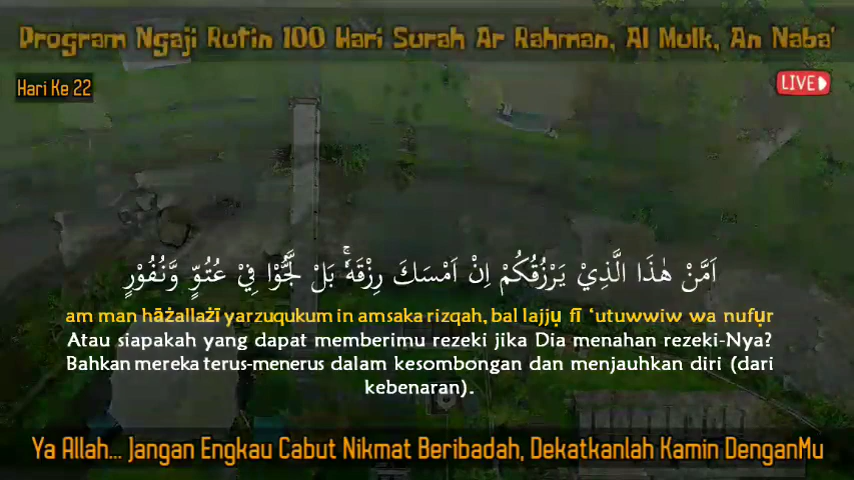 Program Ngaji Rutin 100 Hari Surah Ar Rahman, Al Mulk, An Naba'
Hari Ke 22
LIVE
اَمَّنْ هٰذَا الَّذِيْ يَرْزُقُكُمْ اِنْ اَمْسَكَ رِزْقَهٗ ۚ بَلْ لَّجُّوْا فِيْ عُتُوٍّ وَّنُفُوْرٍ
am man hāżallażī yarzuqukum in amsaka rizqah, bal lajjụ fī ‘utuwwiw wa nufụr
Atau siapakah yang dapat memberimu rezeki jika Dia menahan rezeki-Nya?
Bahkan mereka terus-menerus dalam kesombongan dan menjauhkan diri (dari
kebenaran).
Ya Allah... Jangan Engkau Cabut Nikmat Beribadah, Dekatkanlah Kamin DenganMu